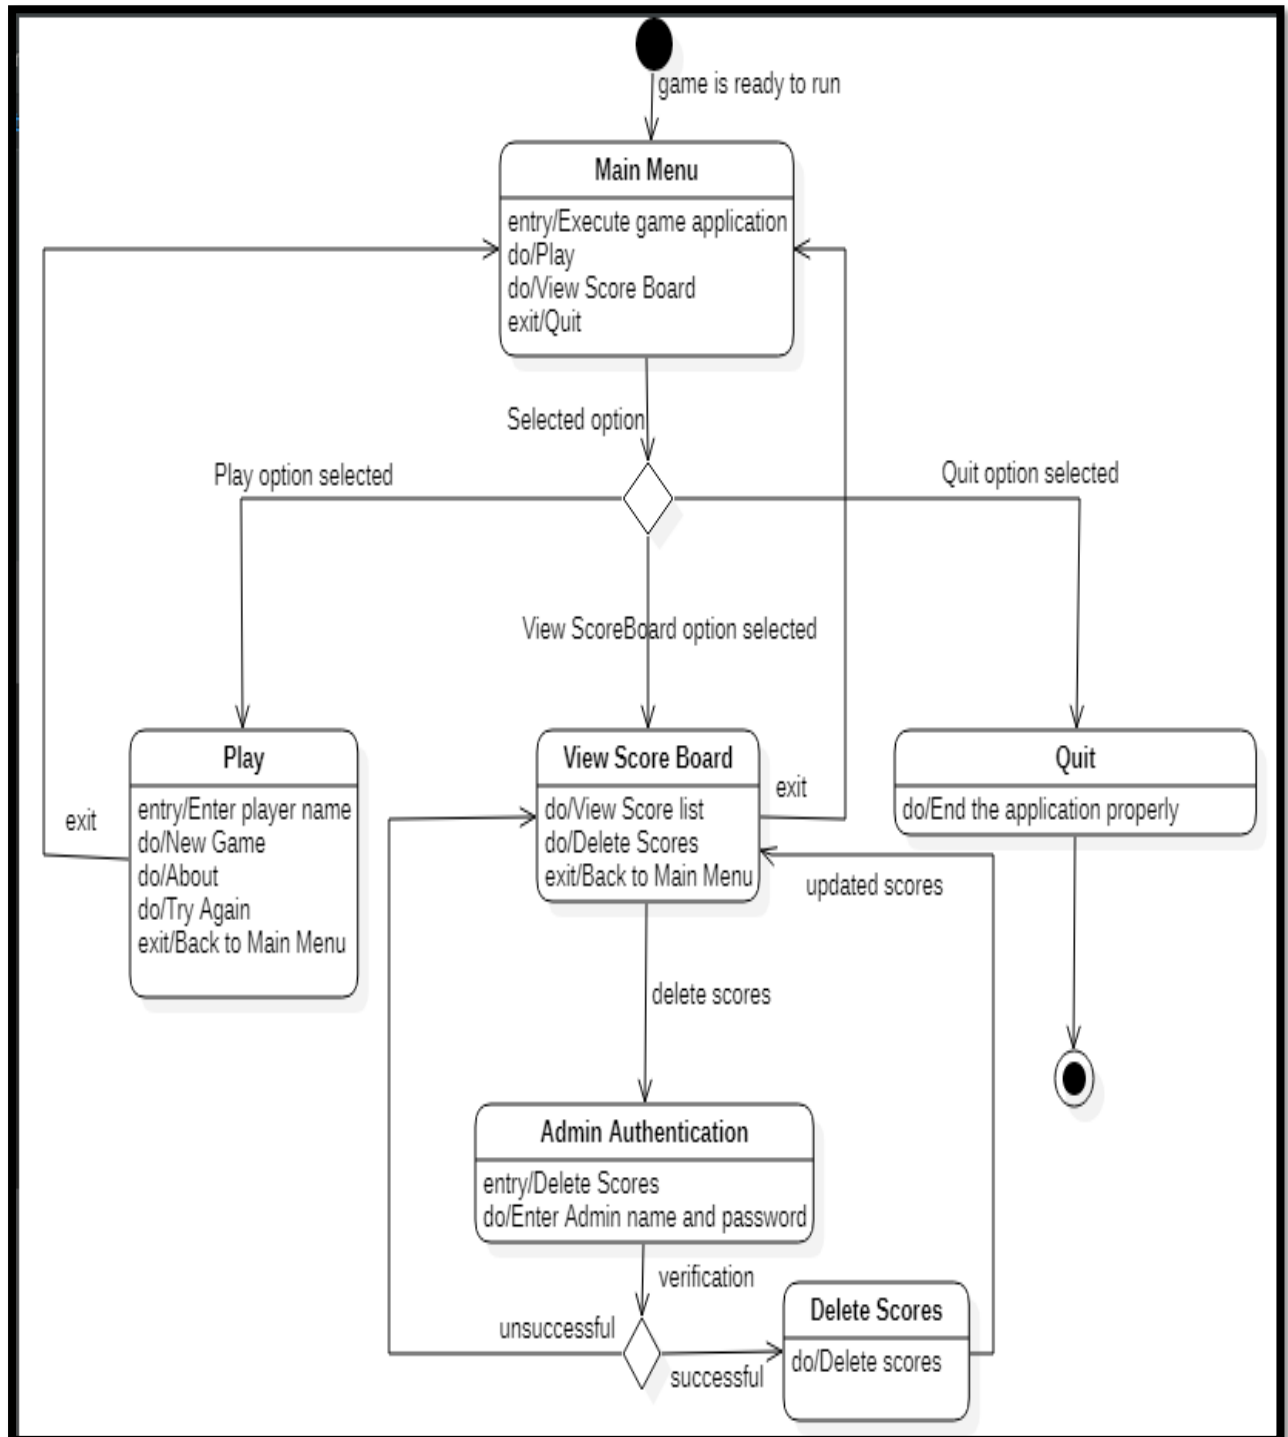 game is ready to run
Main Menu
entry/Execute game application
do/Play
do/View Score Board
exit/Quit
Selected option
Play option selected
Quit option selected
View ScoreBoard option selected
Play
entry/Enter player name
do/New Game
do/About
do/Try Again
exit/Back to Main Menu
exit
View Score Board
do/View Score list
do/Delete Scores
exit/Back to Main Menu
exit
Quit
do/End the application properly
updated scores
delete scores
Admin Authentication
entry/Delete Scores
do/Enter Admin name and password
verification
unsuccessful
successful
Delete Scores
do/Delete scores